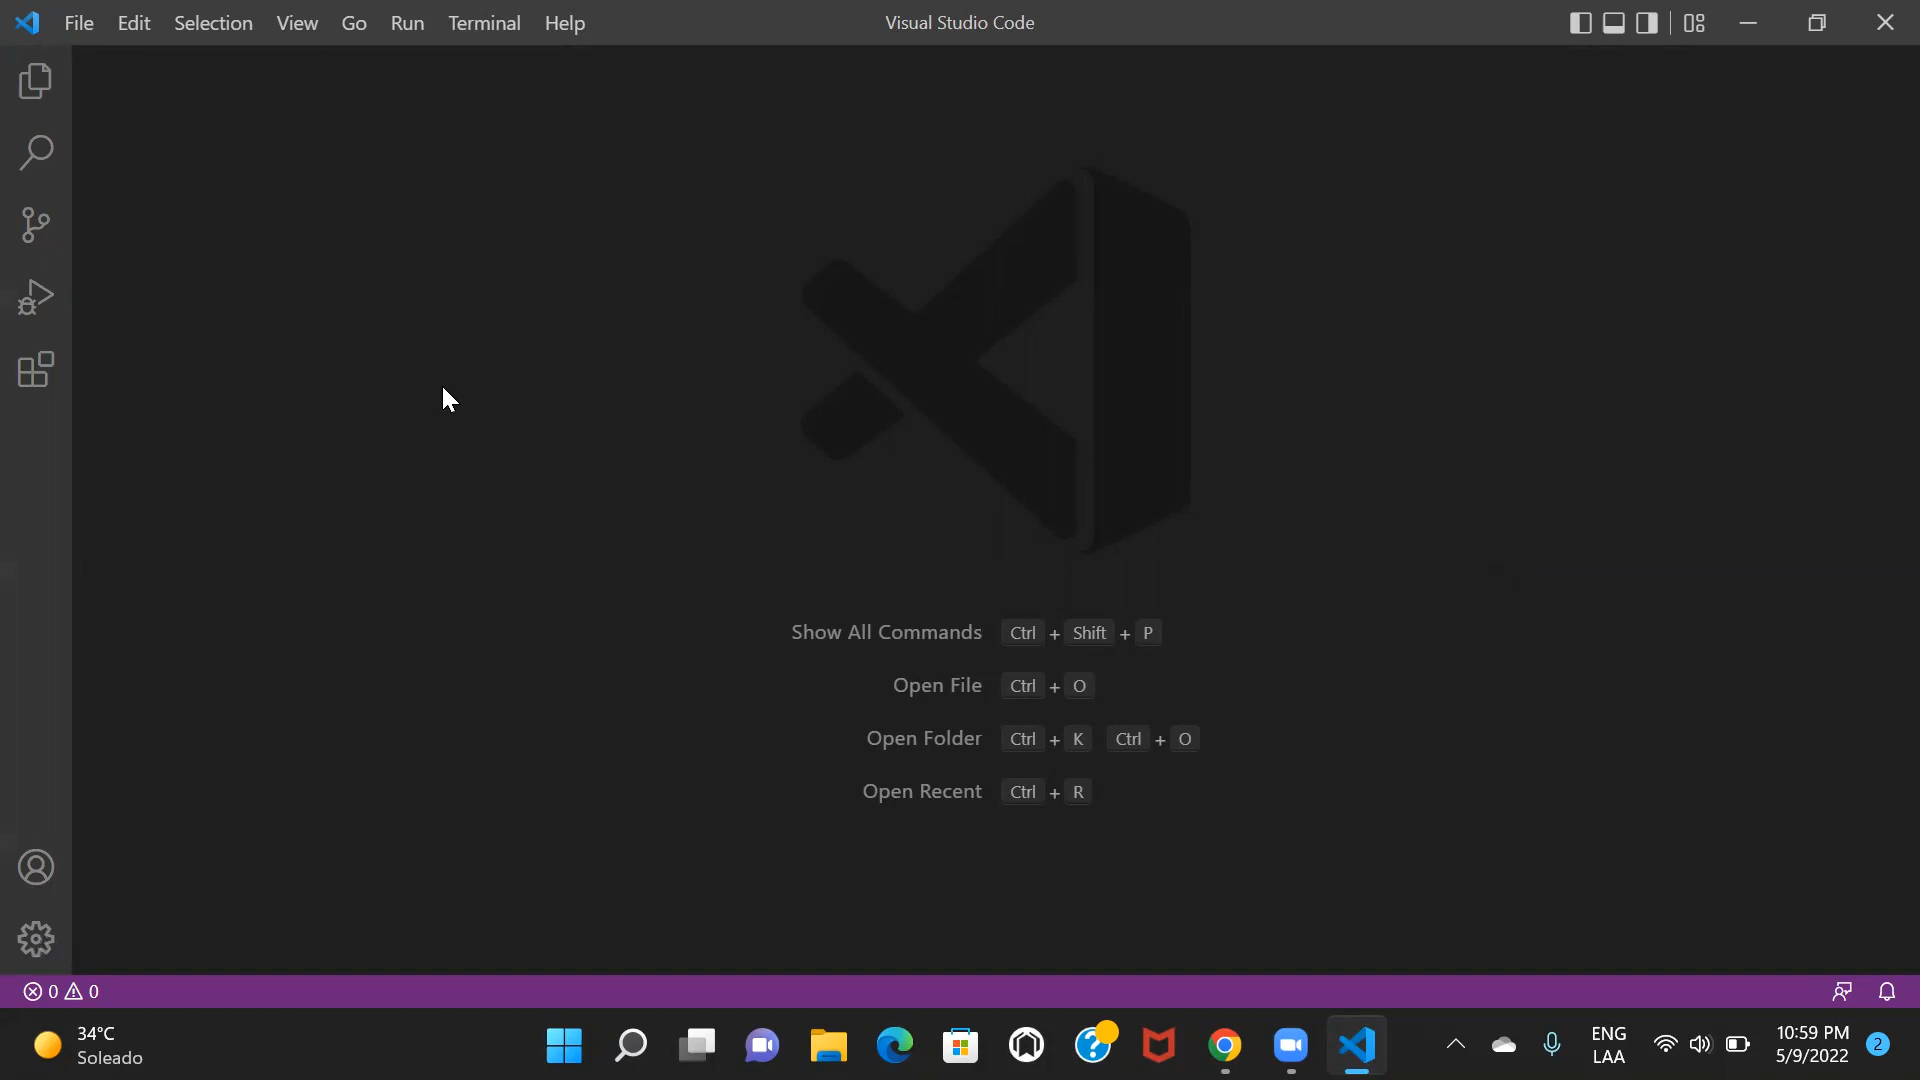 File Edit Selection View Go Run Terminal Help
Visual Studio Code
Show All Commands Ctrl + Shift + P
Open File Ctrl + O
Open Folder Ctrl + K Ctrl + O
Open Recent Ctrl + R
0 0
34°C
Soleado
ENG
LAA
10:59 PM
5/9/2022
2